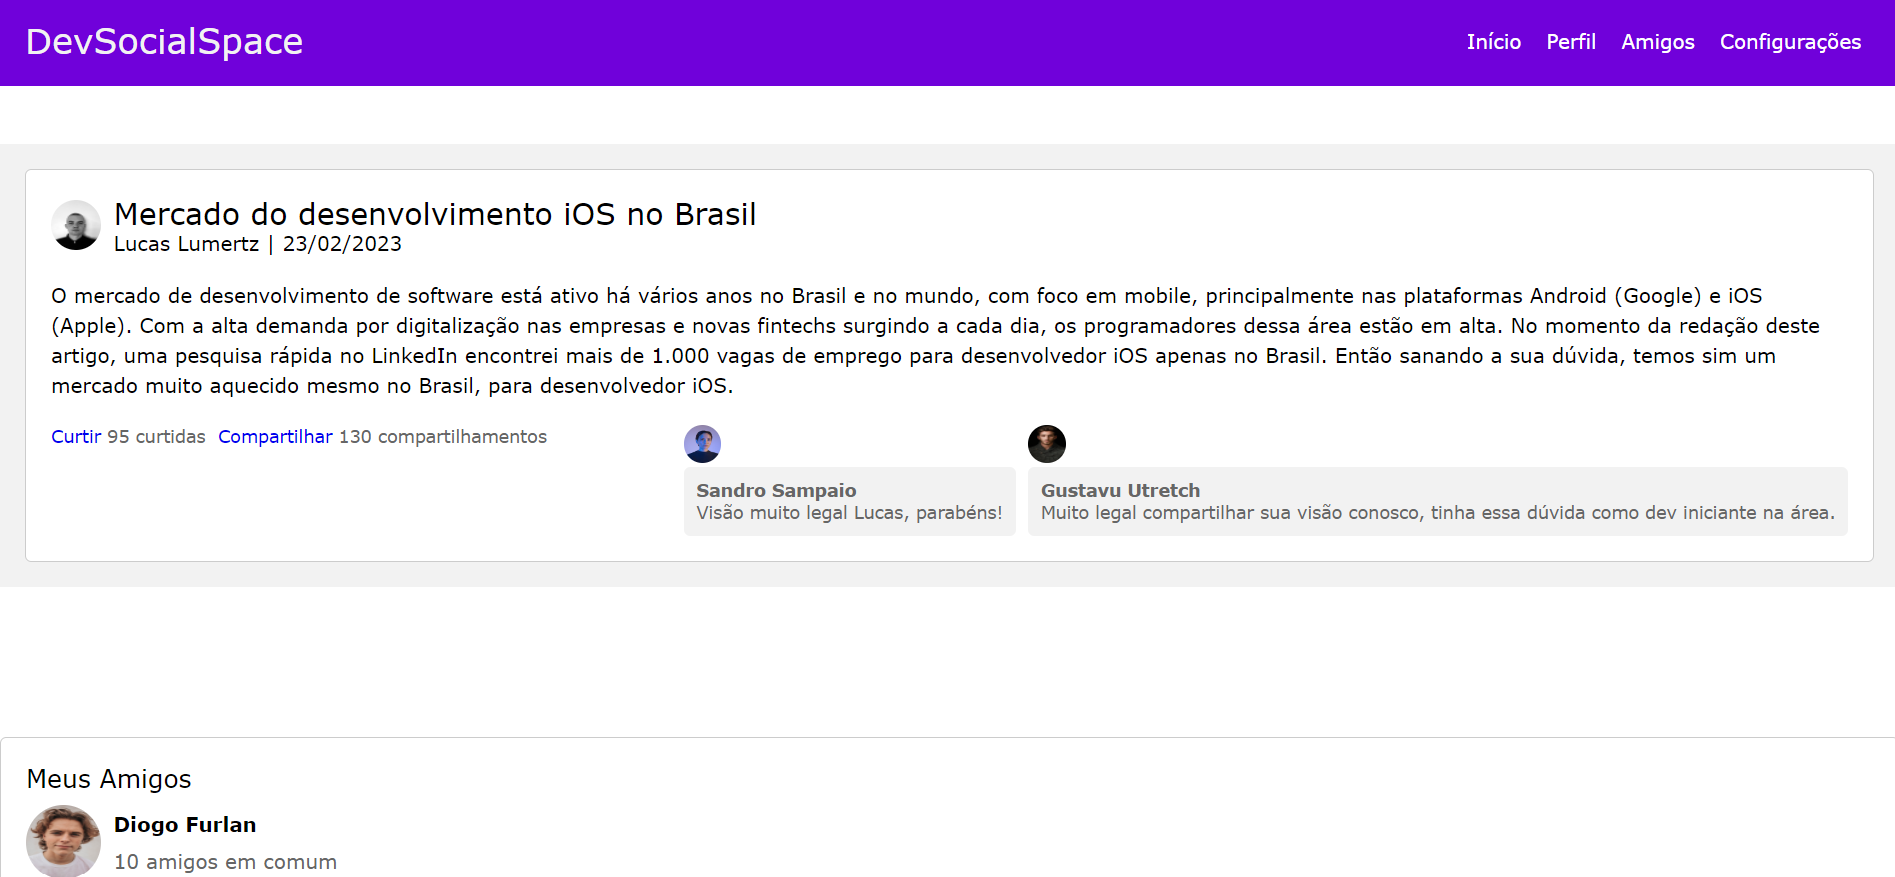 DevSocialSpace
Início Perfil Amigos Configurações
Mercado do desenvolvimento iOS no Brasil
Lucas Lumertz | 23/02/2023
O mercado de desenvolvimento de software está ativo há vários anos no Brasil e no mundo, com foco em mobile, principalmente nas plataformas Android (Google) e iOS
(Apple). Com a alta demanda por digitalização nas empresas e novas fintechs surgindo a cada dia, os programadores dessa área estão em alta. No momento da redação deste
artigo, uma pesquisa rápida no LinkedIn encontrei mais de 1.000 vagas de emprego para desenvolvedor iOS apenas no Brasil. Então sanando a sua dúvida, temos sim um
mercado muito aquecido mesmo no Brasil, para desenvolvedor iOS.
Curtir 95 curtidas Compartilhar 130 compartilhamentos
Sandro Sampaio
Visão muito legal Lucas, parabéns!
Gustavu Utretch
Muito legal compartilhar sua visão conosco, tinha essa dúvida como dev iniciante na área.
Meus Amigos
Diogo Furlan
10 amigos em comum